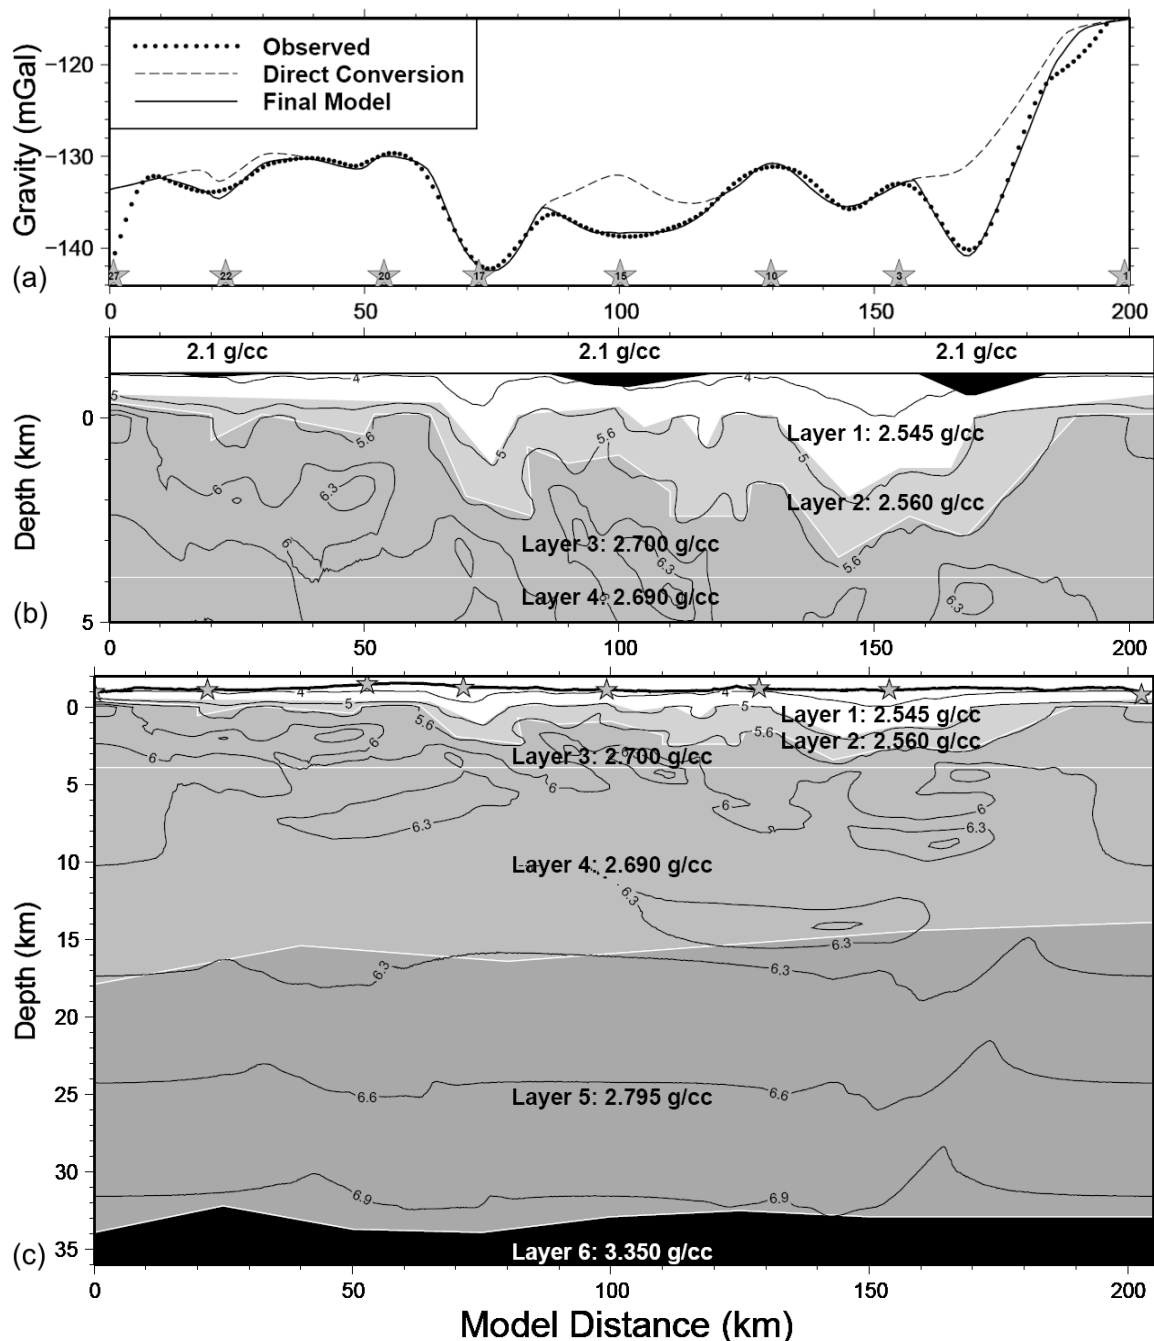 Observed
Direct Conversion
Final Model
−120
−130
−140
Gravity (mGal)
(a)
27 22 20 17 15 10 3 1
0 50 100 150 200
2.1 g/cc 2.1 g/cc 2.1 g/cc
4 4
5
0
5.6 5.6 5
Layer 1: 2.545 g/cc
6 6.3
Layer 2: 2.560 g/cc
Depth (km)
6 Layer 3: 2.700 g/cc 5.6
6.3
Layer 4: 2.690 g/cc 6.3
(b)
5
0 50 100 150 200
4 4
0 5 5
5.6 Layer 1: 2.545 g/cc
6 5.6 Layer 2: 2.560 g/cc
6 Layer 3: 2.700 g/cc
5 6 6
6.3 6.3
10 Layer 4: 2.690 g/cc
6.3
15 6.3
6.3 6.3
Depth (km)
20
25 6.6 Layer 5: 2.795 g/cc 6.6
30
6.9 6.9
35 Layer 6: 3.350 g/cc
(c)
0 50 100 150 200
Model Distance (km)